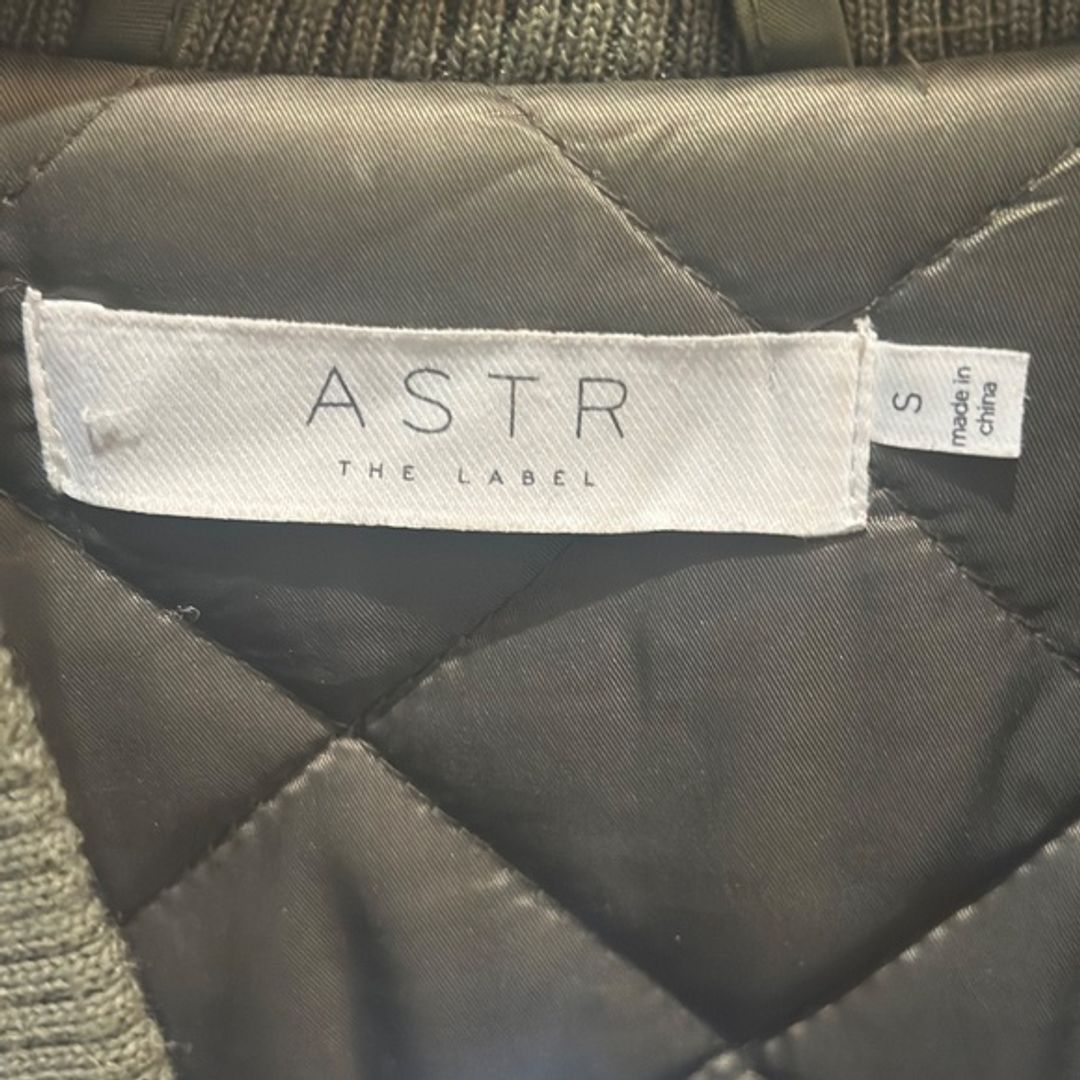 ASTR
THE LABEL
S
made in
china